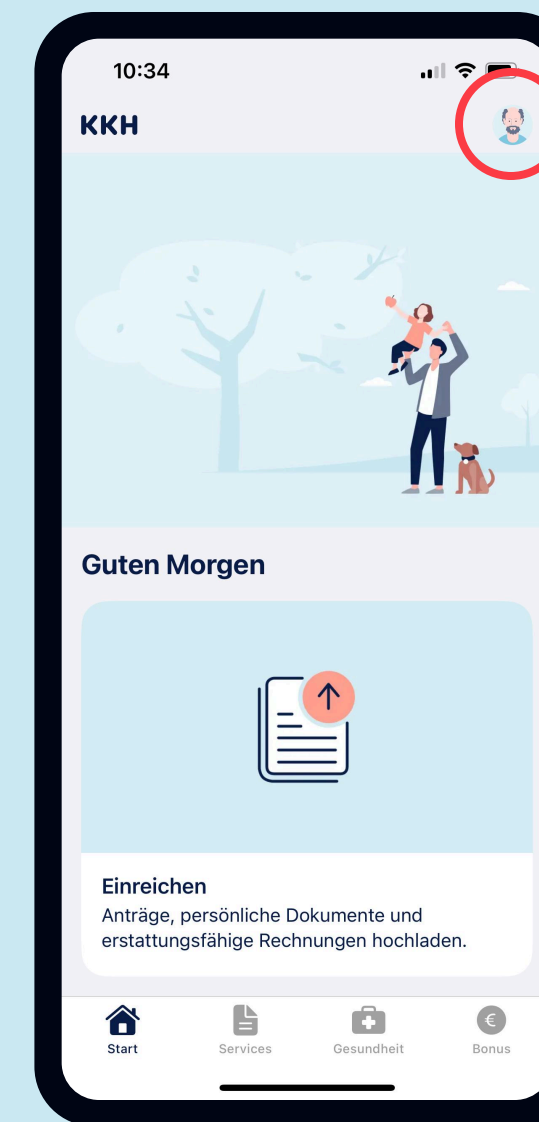 10:34
KKH
Guten Morgen
Einreichen
Anträge, persönliche Dokumente und
erstattungsfähige Rechnungen hochladen.
Start Services Gesundheit Bonus